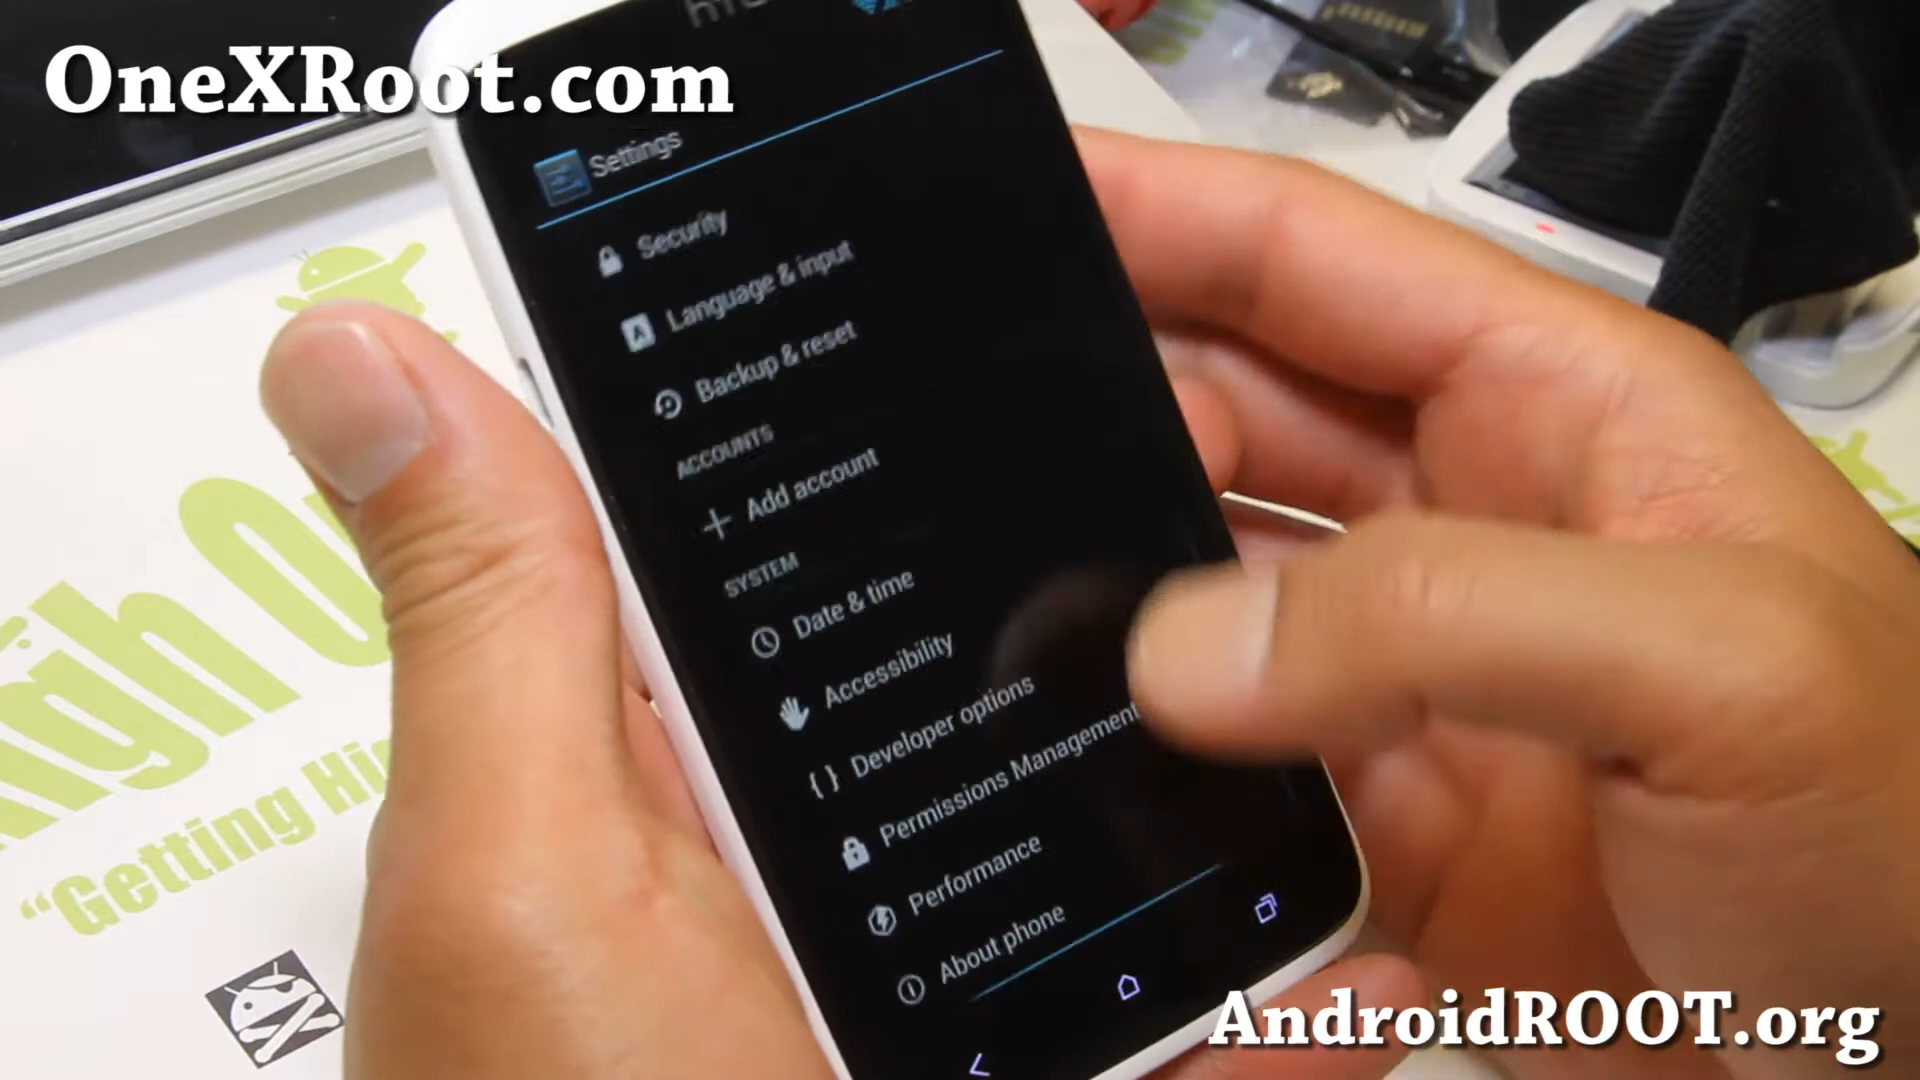 OneXRoot.com
Settings
Security
Language & input
Backup & reset
ACCOUNTS
Add account
SYSTEM
Date & time
Accessibility
{ } Developer options
Permissions Management
Performance
About phone
"Getting
AndroidROOT.org